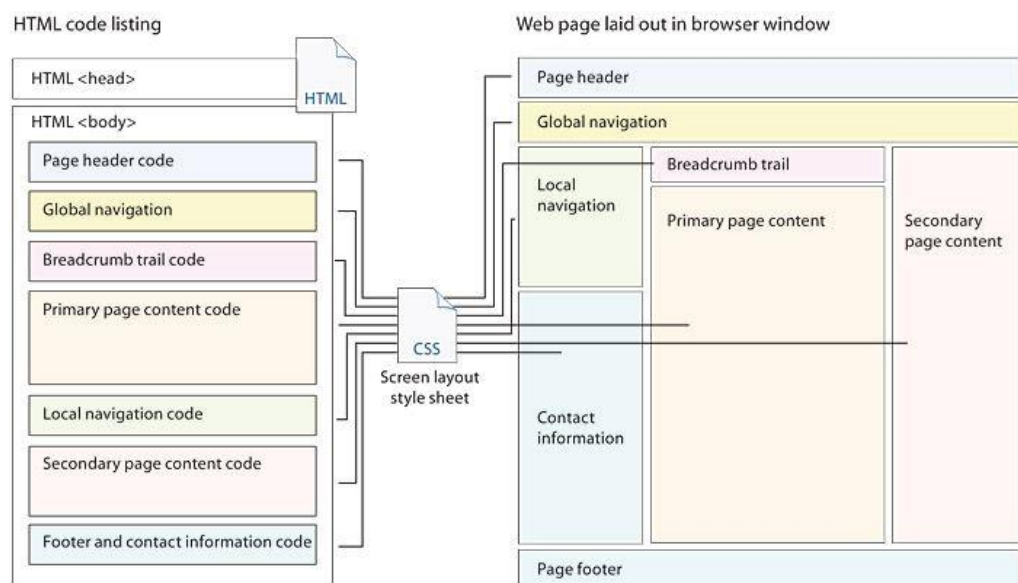 HTML code listing
HTML <head>
HTML
HTML <body>
Page header code
Global navigation
Breadcrumb trail code
Primary page content code
Local navigation code
Secondary page content code
Footer and contact information code
CSS
Screen layout
style sheet
Web page laid out in browser window
Page header
Global navigation
Local
navigation
Breadcrumb trail
Primary page content
Secondary
page content
Contact
information
Page footer